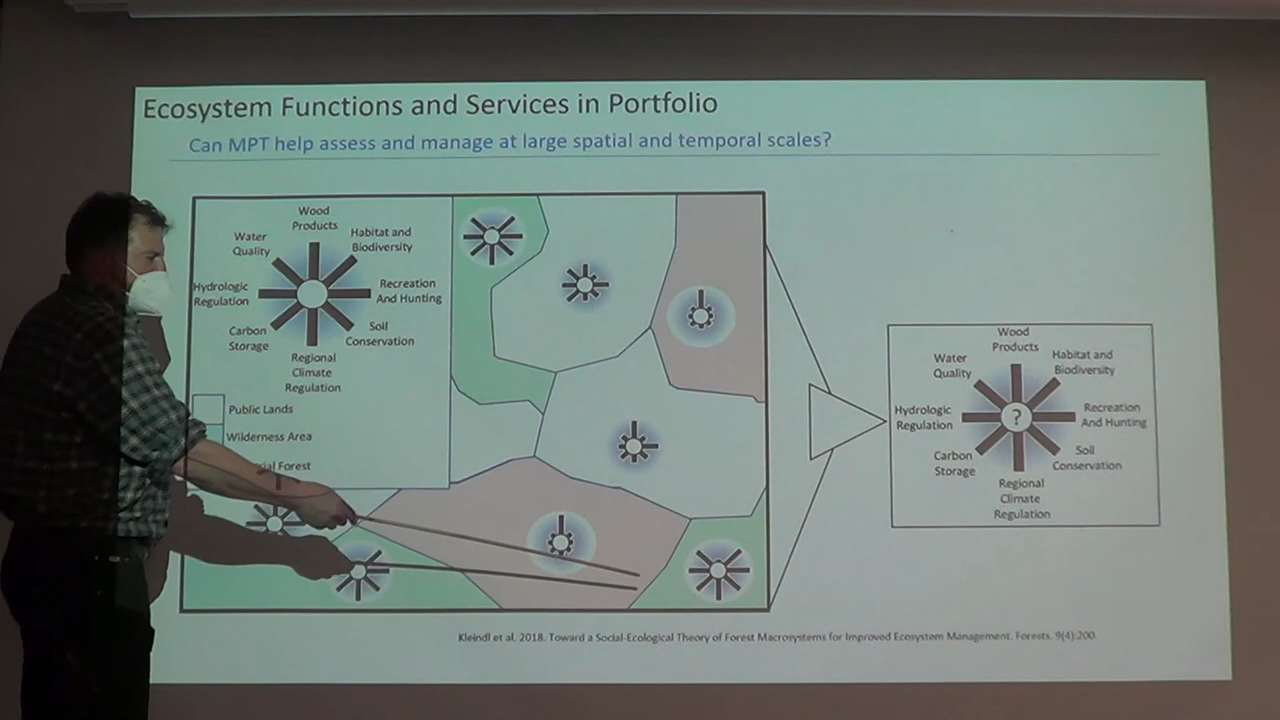 Ecosystem Functions and Services in Portfolio
Can MPT help assess and manage at large spatial and temporal scales?
Wood
Products
Water
Quality
Habitat and
Biodiversity
Hydrologic
Regulation
Recreation
And Hunting
Carbon
Storage
Soil
Conservation
Regional
Climate
Regulation
Public Lands
Wilderness Area
Forest
Wood
Products
Water
Quality
Habitat and
Biodiversity
Hydrologic
Regulation
?
Recreation
And Hunting
Carbon
Storage
Soil
Conservation
Regional
Climate
Regulation
Kleindl et al. 2018. Toward a Social-Ecological Theory of Forest Macrosystems for Improved Ecosystem Management. Forests. 9(4):200.